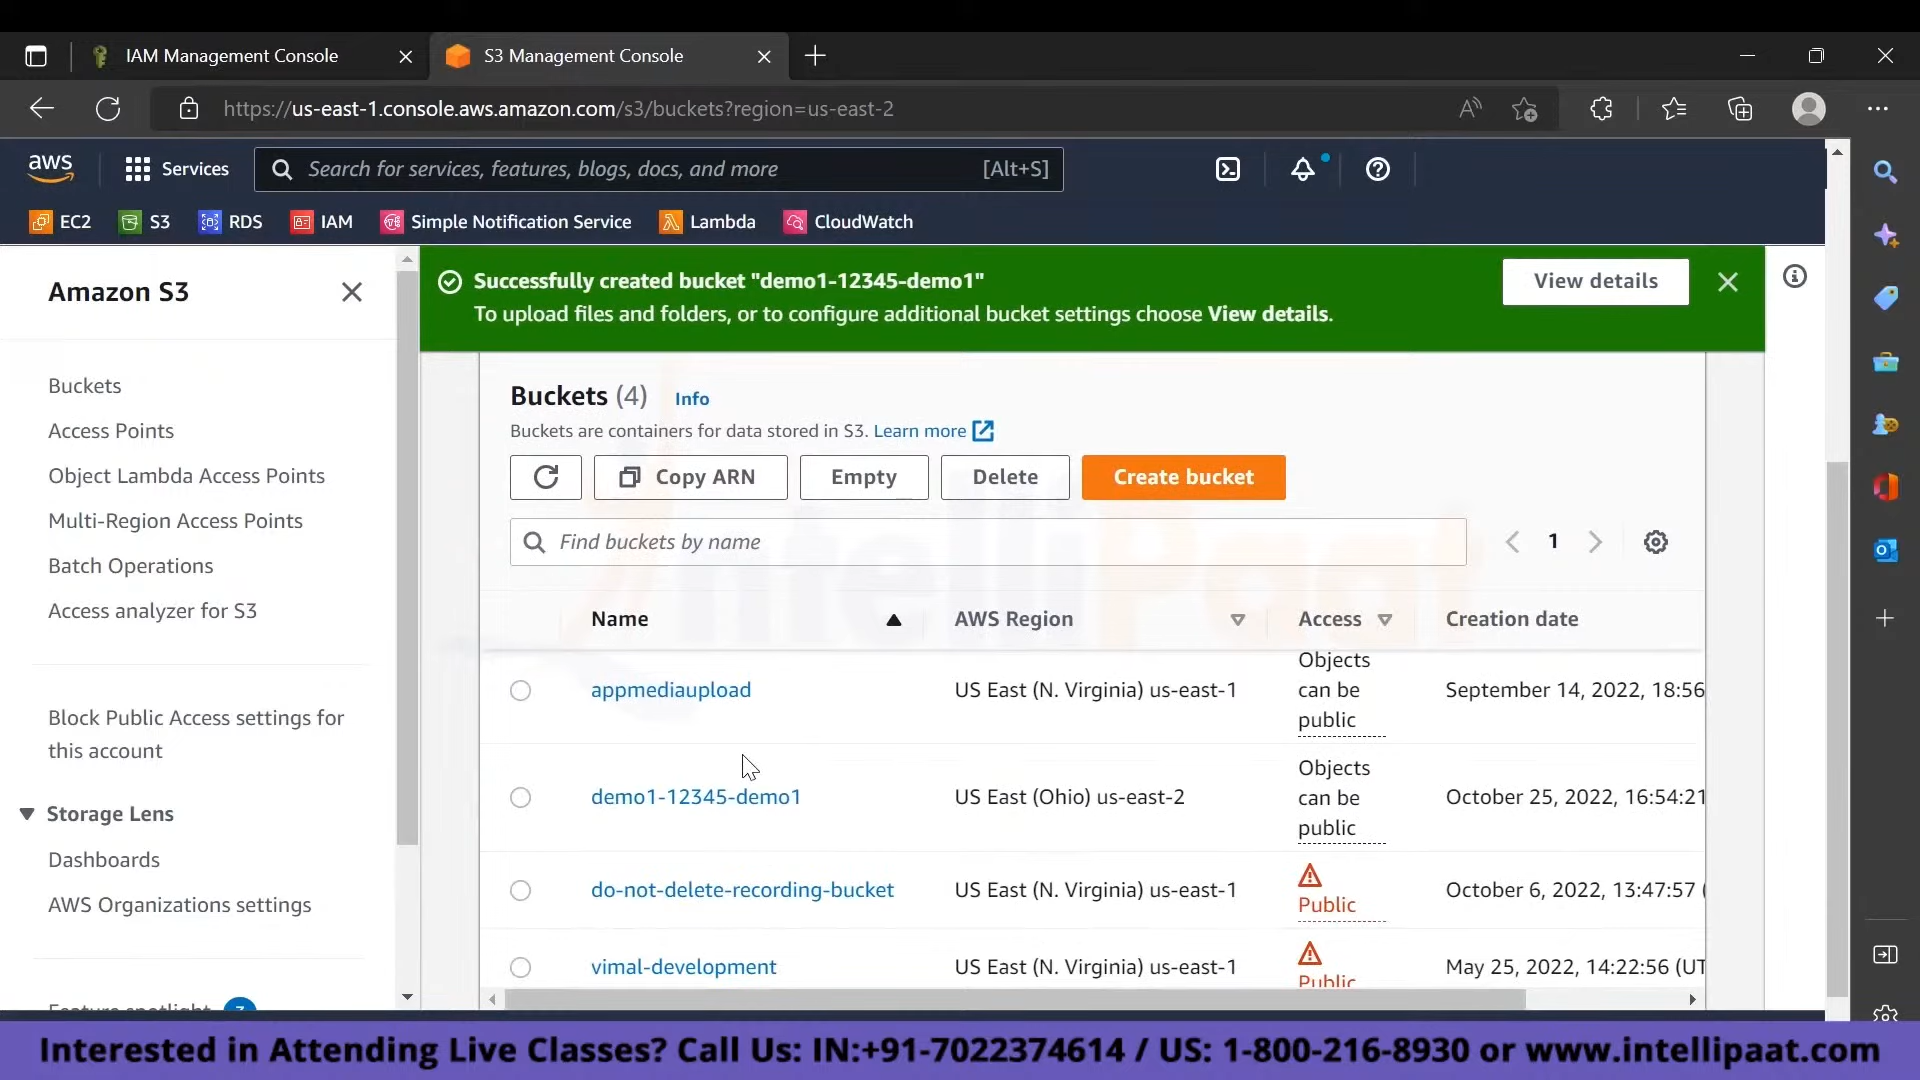 IAM Management Console
S3 Management Console
https://us-east-1.console.aws.amazon.com/s3/buckets?region=us-east-2
aws
Services
Search for services, features, blogs, docs, and more
[Alt+S]
EC2
S3
RDS
IAM
Simple Notification Service
Lambda
CloudWatch
Amazon S3
Successfully created bucket "demo1-12345-demo1"
To upload files and folders, or to configure additional bucket settings choose View details.
View details
Buckets
Access Points
Object Lambda Access Points
Multi-Region Access Points
Batch Operations
Access analyzer for S3
Block Public Access settings for
this account
Storage Lens
Dashboards
AWS Organizations settings
Feature spotlight
Buckets (4) Info
Buckets are containers for data stored in S3. Learn more
Copy ARN
Empty
Delete
Create bucket
Find buckets by name
1
Name
AWS Region
Access
Creation date
appmediaupload
US East (N. Virginia) us-east-1
Objects
can be
public
September 14, 2022, 18:56
demo1-12345-demo1
US East (Ohio) us-east-2
Objects
can be
public
October 25, 2022, 16:54:21
do-not-delete-recording-bucket
US East (N. Virginia) us-east-1
Public
October 6, 2022, 13:47:57 (
vimal-development
US East (N. Virginia) us-east-1
Public
May 25, 2022, 14:22:56 (UT
IntelliPaat
Interested in Attending Live Classes? Call Us: IN:+91-7022374614 / US: 1-800-216-8930 or www.intellipaat.com